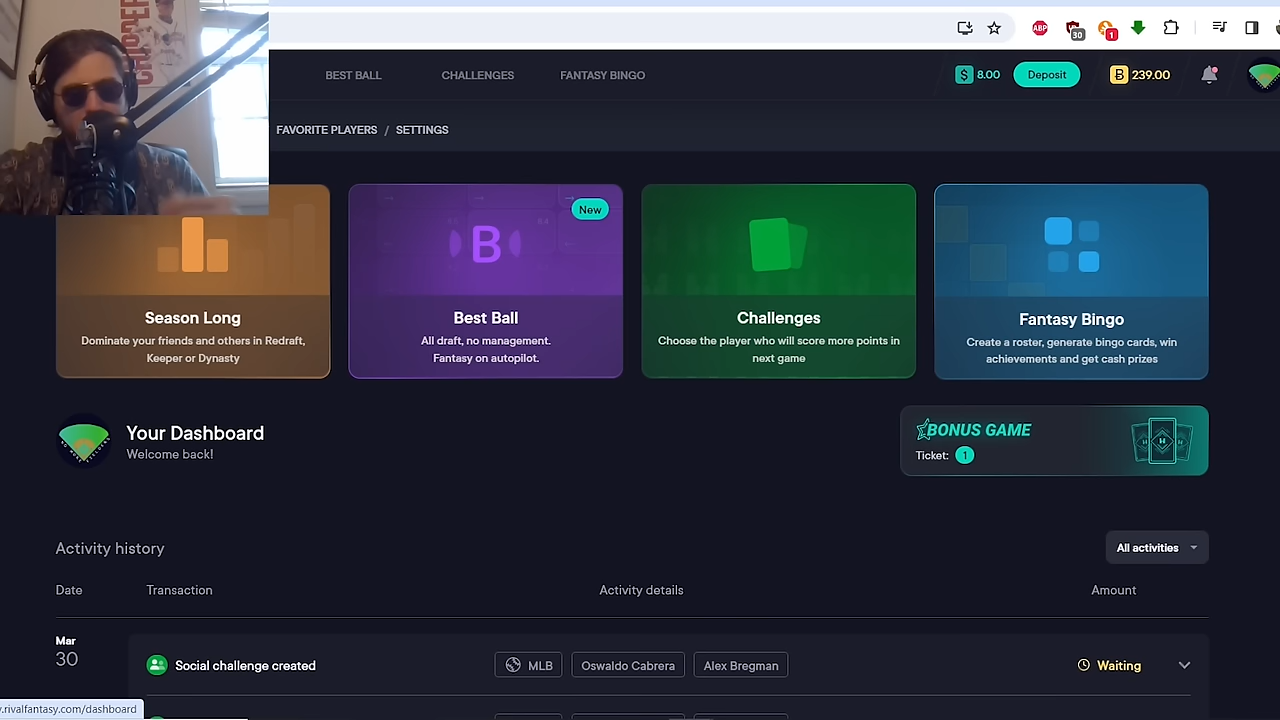 ABP
30
1
BEST BALL
CHALLENGES
FANTASY BINGO
$ 8.00
Deposit
B 239.00
FAVORITE PLAYERS / SETTINGS
Season Long
Dominate your friends and others in Redraft,
Keeper or Dynasty
New
B
Best Ball
All draft, no management.
Fantasy on autopilot.
Challenges
Choose the player who will score more points in
next game
Fantasy Bingo
Create a roster, generate bingo cards, win
achievements and get cash prizes
Your Dashboard
Welcome back!
BONUS GAME
Ticket: 1
Activity history
All activities
Date
Transaction
Activity details
Amount
Mar
30
Social challenge created
MLB
Oswaldo Cabrera
Alex Bregman
Waiting
.rivalfantasy.com/dashboard